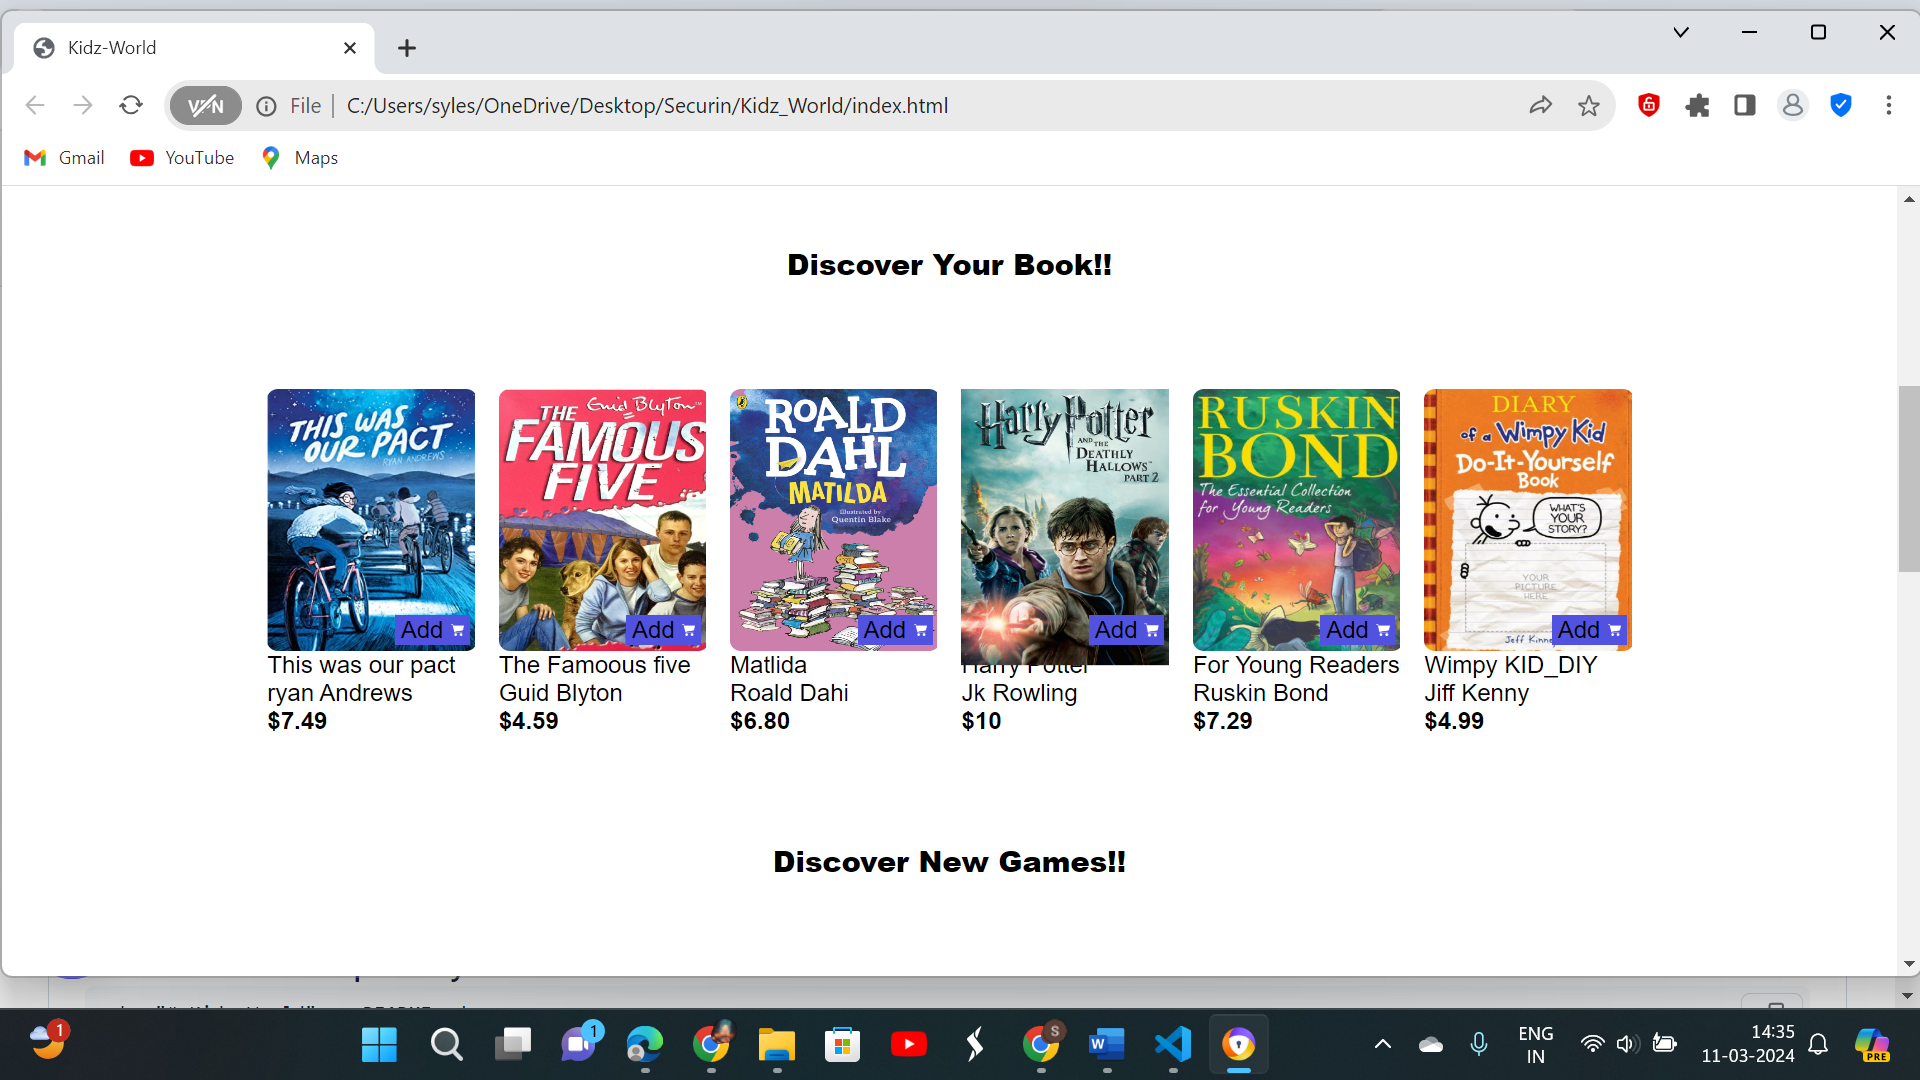 Kidz-World
VPN
File
C:/Users/syles/OneDrive/Desktop/Securin/Kidz_World/index.html
Gmail
YouTube
Maps
Discover Your Book!!
THIS WAS
OUR PACT
RYAN ANDREWS
Enid Blyton™
THE
FAMOUS
FIVE
ROALD
DAHL
MATILDA
Illustrated by
Quentin Blake
Harry Potter
AND THE
DEATHLY
HALLOWS™
PART 2
RUSKIN
BOND
The Essential Collection
for Young Readers
DIARY
of a Wimpy Kid
Do-It-Yourself
Book
WHAT'S
YOUR
STORY?
YOUR
PICTURE
HERE
Jeff Kinne
Add
Add
Add
Add
Add
Add
This was our pact
ryan Andrews
$7.49
The Famoous five
Guid Blyton
$4.59
Matlida
Roald Dahi
$6.80
Harry Potter
Jk Rowling
$10
For Young Readers
Ruskin Bond
$7.29
Wimpy KID_DIY
Jiff Kenny
$4.99
Discover New Games!!
1
1
S
W
ENG
IN
14:35
11-03-2024
PRE